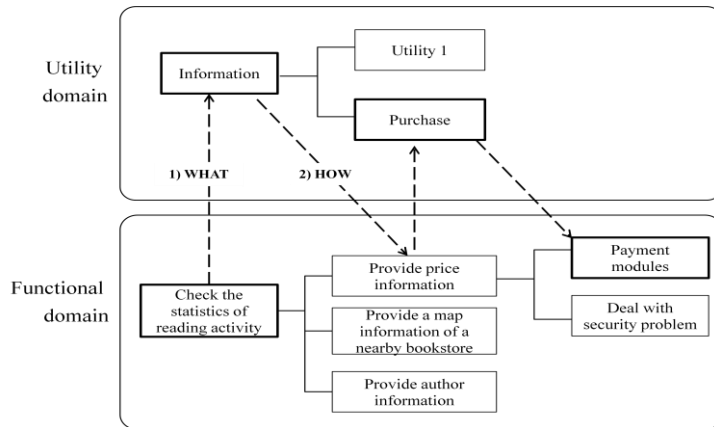 Utility
domain
Information
Utility 1
Purchase
1) WHAT
2) HOW
Functional
domain
Check the
statistics of
reading activity
Provide price
information
Provide a map
information of a
nearby bookstore
Provide author
information
Payment
modules
Deal with
security problem